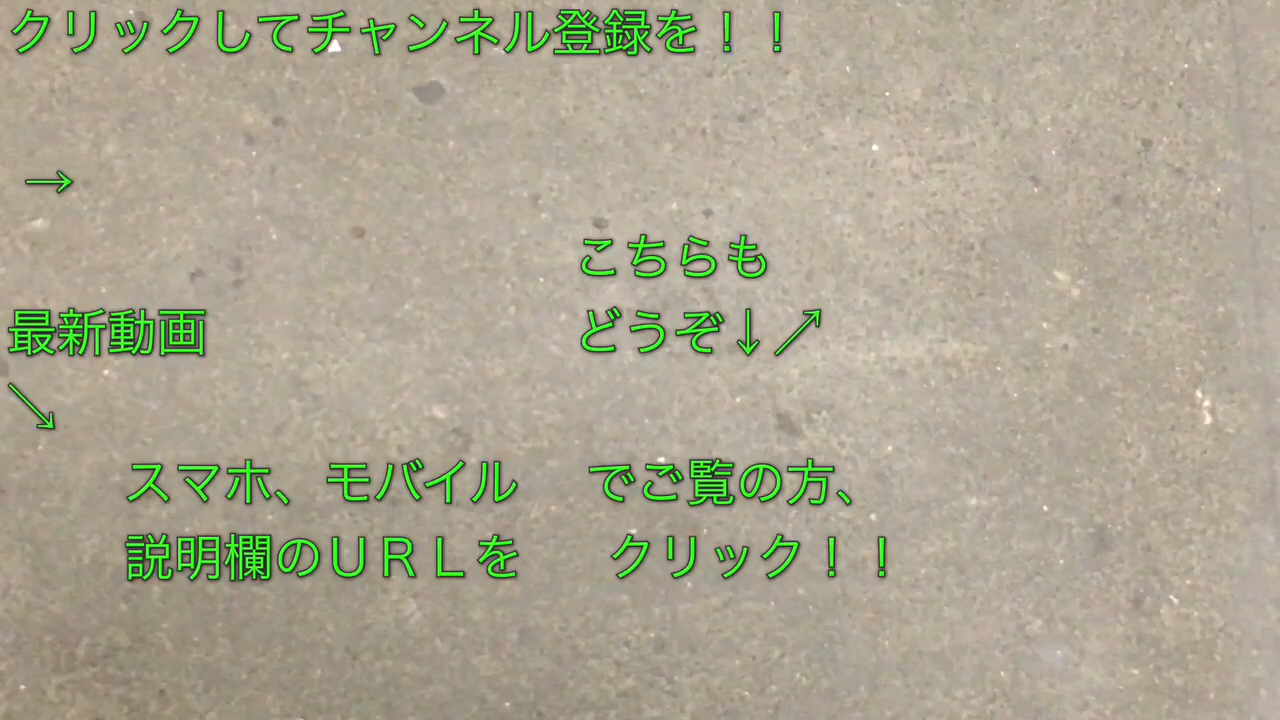 クリックしてチャンネル登録を！！
→
こちらも
最新動画
どうぞ↓↗
↘
スマホ、モバイル　でご覧の方、
説明欄のＵＲＬを　クリック！！